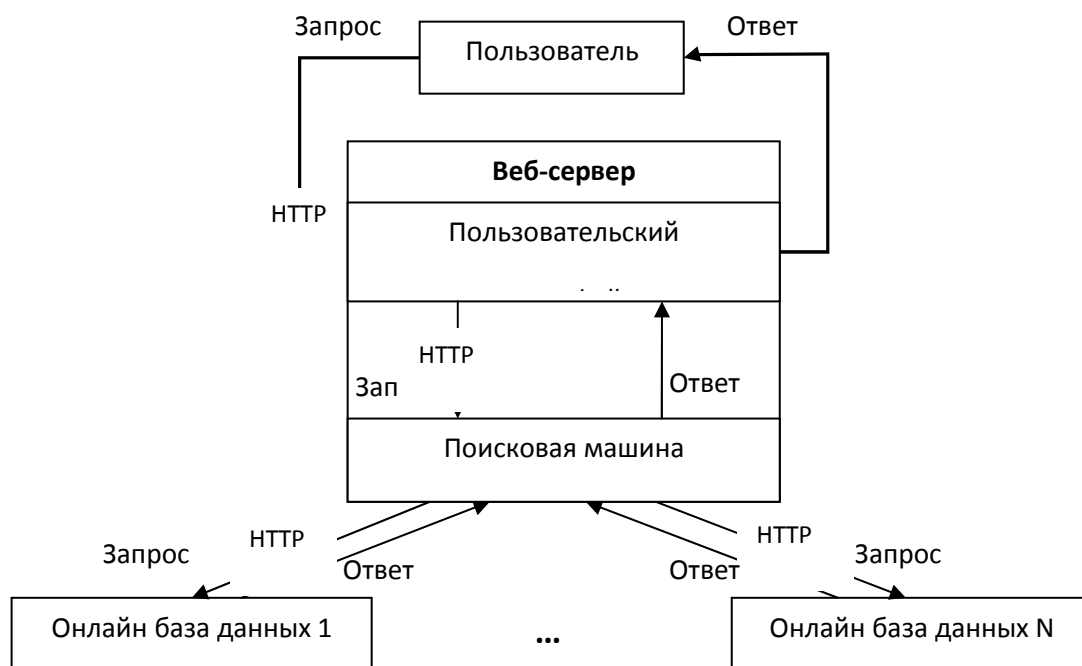 Запрос
Ответ
Пользователь
Веб-сервер
HTTP
Пользовательский
HTTP
Зап
Ответ
Поисковая машина
HTTP
HTTP
Запрос
Ответ
Ответ
Запрос
Онлайн база данных 1
...
Онлайн база данных N